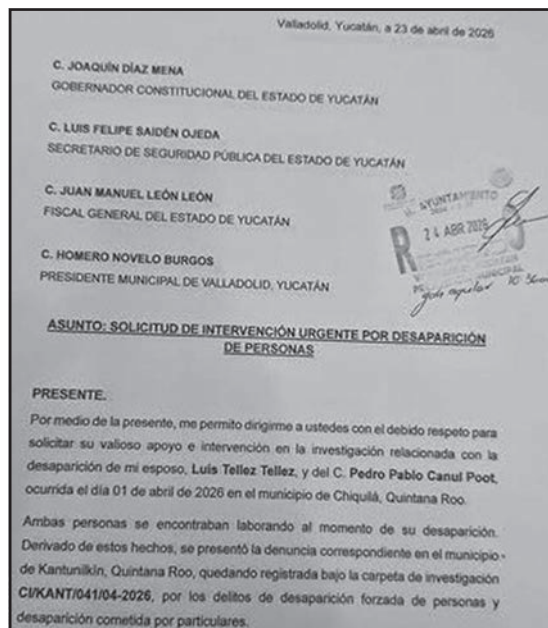 Valladolid, Yucatán, a 23 de abril de 2026
C. JOAQUÍN DÍAZ MENA
GOBERNADOR CONSTITUCIONAL DEL ESTADO DE YUCATÁN
C. LUIS FELIPE SAIDÉN OJEDA
SECRETARIO DE SEGURIDAD PÚBLICA DEL ESTADO DE YUCATÁN
C. JUAN MANUEL LEÓN LEÓN
FISCAL GENERAL DEL ESTADO DE YUCATÁN
AYUNTAMIENTO
24 ABR 2026
C. HOMERO NOVELO BURGOS
PRESIDENTE MUNICIPAL DE VALLADOLID, YUCATÁN
ASUNTO: SOLICITUD DE INTERVENCIÓN URGENTE POR DESAPARICIÓN
DE PERSONAS
PRESENTE.
Por medio de la presente, me permito dirigirme a ustedes con el debido respeto para
solicitar su valioso apoyo e intervención en la investigación relacionada con la
desaparición de mi esposo, Luis Tellez Tellez, y del C. Pedro Pablo Canul Poot,
ocurrida el día 01 de abril de 2026 en el municipio de Chiquilá, Quintana Roo.
Ambas personas se encontraban laborando al momento de su desaparición.
Derivado de estos hechos, se presentó la denuncia correspondiente en el municipio
de Kantunilkín, Quintana Roo, quedando registrada bajo la carpeta de investigación
CI/KANT/041/04-2026, por los delitos de desaparición forzada de personas y
desaparición cometida por particulares.